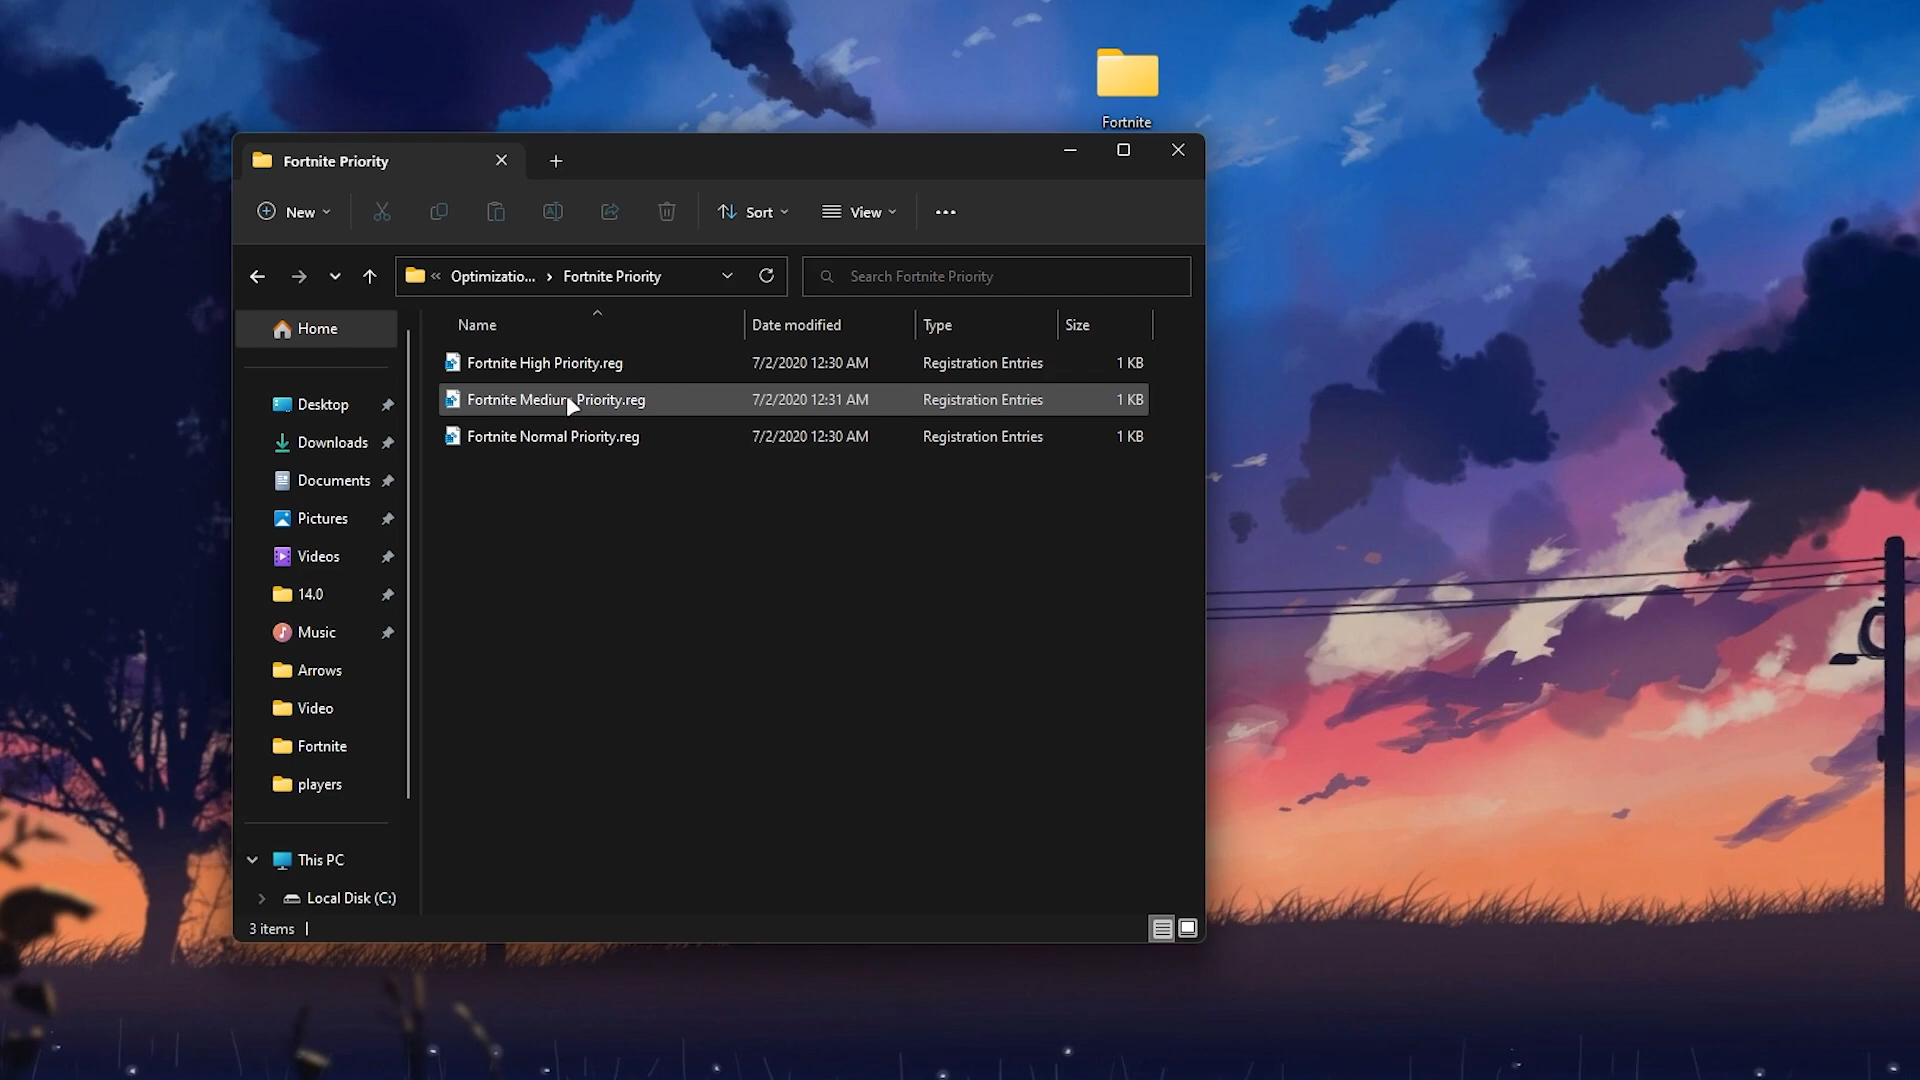 Fortnite
Fortnite Priority
New
Sort
View
Optimizatio...
Fortnite Priority
Search Fortnite Priority
Home
Name
Date modified
Type
Size
Fortnite High Priority.reg
7/2/2020 12:30 AM
Registration Entries
1 KB
Fortnite Medium Priority.reg
7/2/2020 12:31 AM
Registration Entries
1 KB
Fortnite Normal Priority.reg
7/2/2020 12:30 AM
Registration Entries
1 KB
Desktop
Downloads
Documents
Pictures
Videos
14.0
Music
Arrows
Video
Fortnite
players
This PC
Local Disk (C:)
3 items